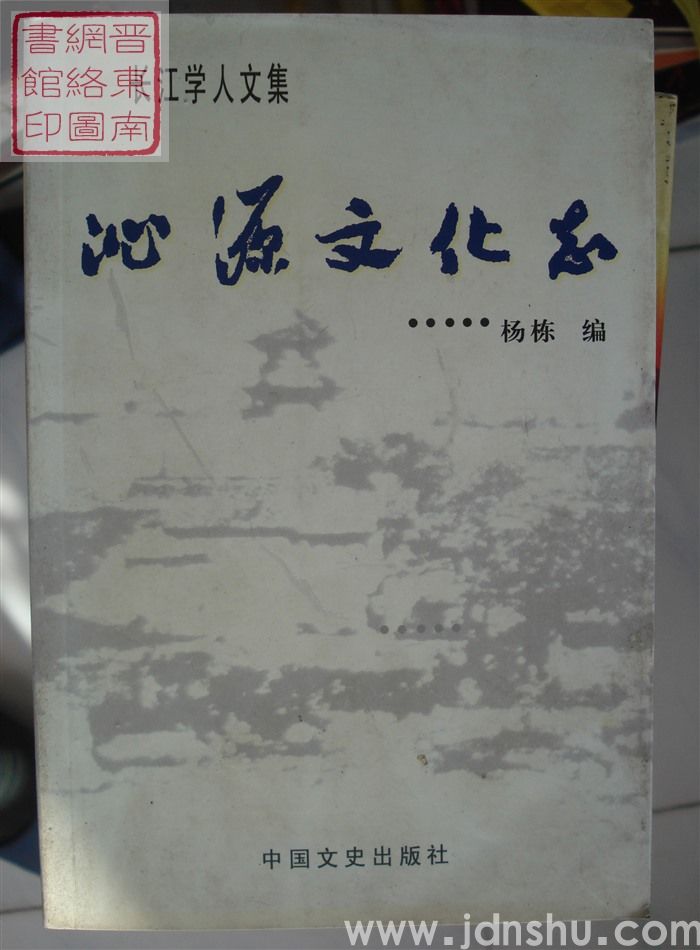 晋東南
網絡圖
書館印
长江学人文集
沁源文化志
杨栋 编
中国文史出版社
www.jdnshu.com